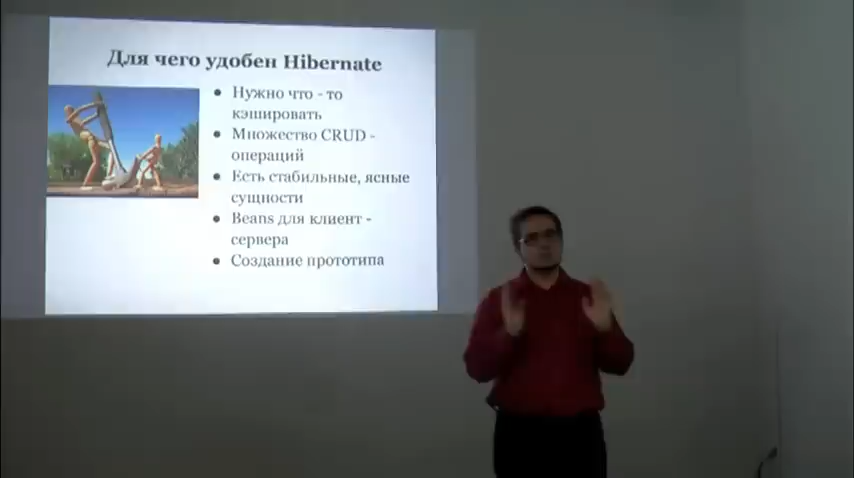 Для чего удобен Hibernate
● Нужно что - то
кэшировать
● Множество CRUD -
операций
● Есть стабильные, ясные
сущности
● Beans для клиент -
сервера
● Создание прототипа